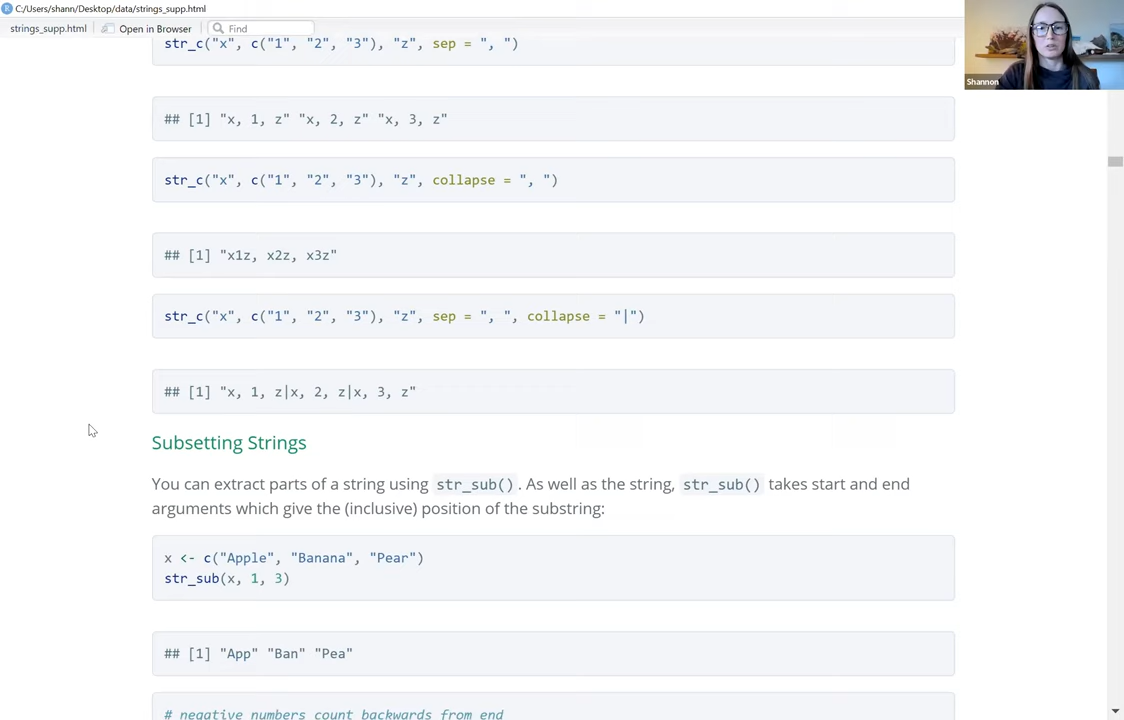 C:/Users/shann/Desktop/data/strings_supp.html
strings_supp.html Open in Browser Find
Shannon
str_c("x", c("1", "2", "3"), "z", sep = ", ")
## [1] "x, 1, z" "x, 2, z" "x, 3, z"
str_c("x", c("1", "2", "3"), "z", collapse = ", ")
## [1] "x1z, x2z, x3z"
str_c("x", c("1", "2", "3"), "z", sep = ", ", collapse = "|")
## [1] "x, 1, z|x, 2, z|x, 3, z"
Subsetting Strings
You can extract parts of a string using str_sub() . As well as the string, str_sub() takes start and end
arguments which give the (inclusive) position of the substring:
x <- c("Apple", "Banana", "Pear")
str_sub(x, 1, 3)
## [1] "App" "Ban" "Pea"
# negative numbers count backwards from end